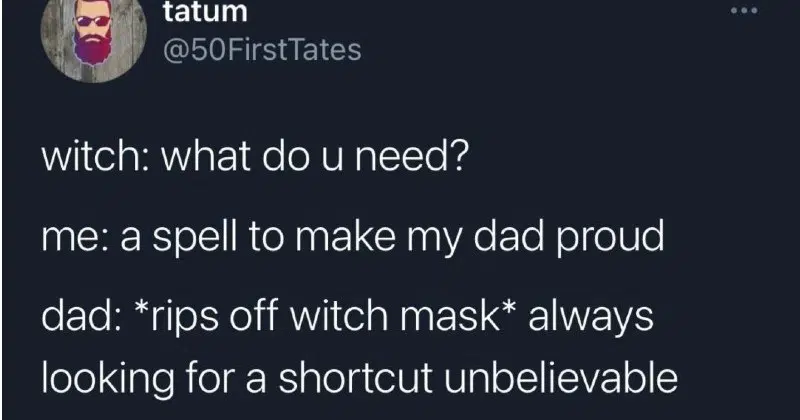 tatum
@50FirstTates
witch: what do u need?
me: a spell to make my dad proud
dad: *rips off witch mask* always
looking for a shortcut unbelievable